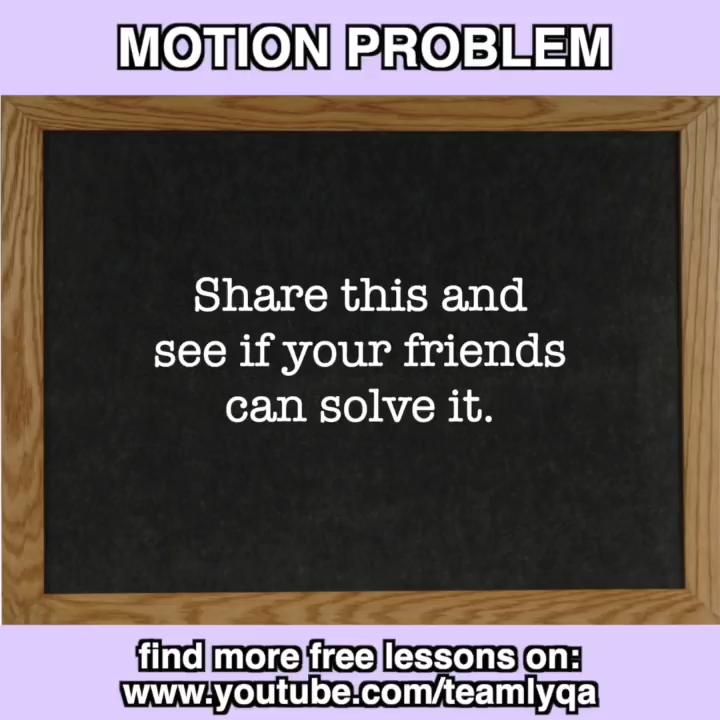 MOTION PROBLEM
Share this and
see if your friends
can solve it.
find more free lessons on:
www.youtube.com/teamlyqa